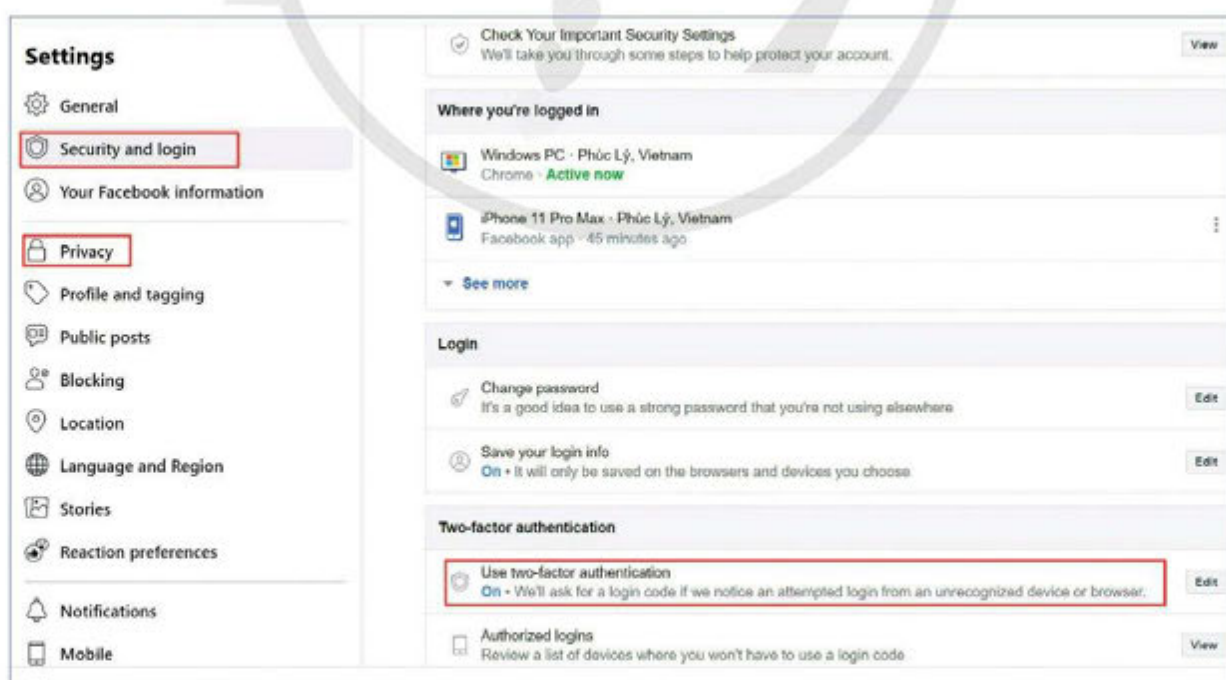 Settings
General
Security and login
Your Facebook information
Privacy
Profile and tagging
Public posts
Blocking
Location
Language and Region
Stories
Reaction preferences
Notifications
Mobile
Check Your Important Security Settings
We'll take you through some steps to help protect your account.
View
Where you're logged in
Windows PC · Phúc Lý, Vietnam
Chrome · Active now
iPhone 11 Pro Max · Phúc Lý, Vietnam
Facebook app · 45 minutes ago
See more
Login
Change password
It's a good idea to use a strong password that you're not using elsewhere
Edit
Save your login info
On • It will only be saved on the browsers and devices you choose
Edit
Two-factor authentication
Use two-factor authentication
On • We'll ask for a login code if we notice an attempted login from an unrecognized device or browser.
Edit
Authorized logins
Review a list of devices where you won't have to use a login code
View